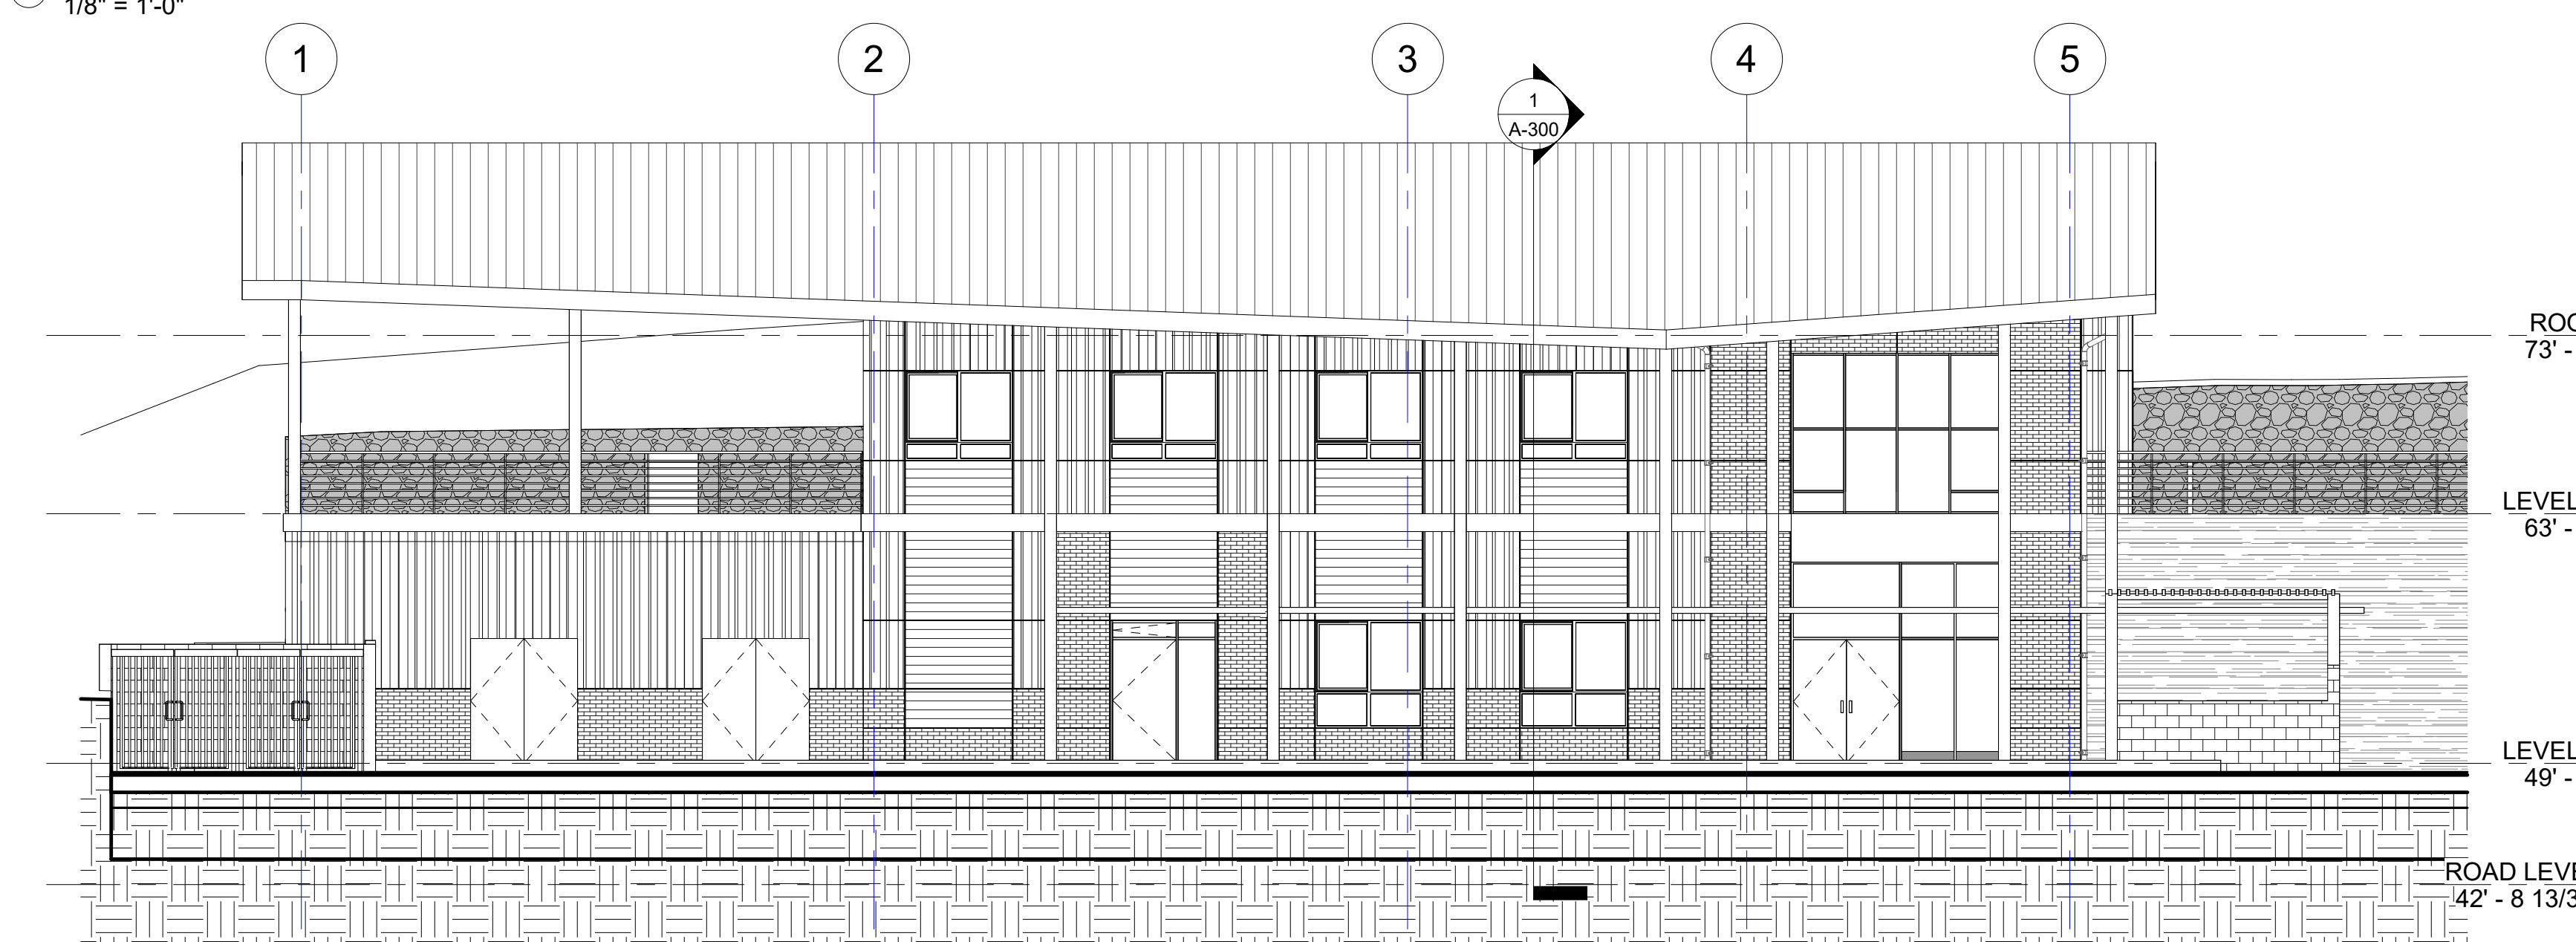 1/8" = 1'-0"
1
2
3
4
5
1
A-300
73' -
LEVEL
63' -
LEVEL
49' -
ROAD LEVE
42' - 8 13/3